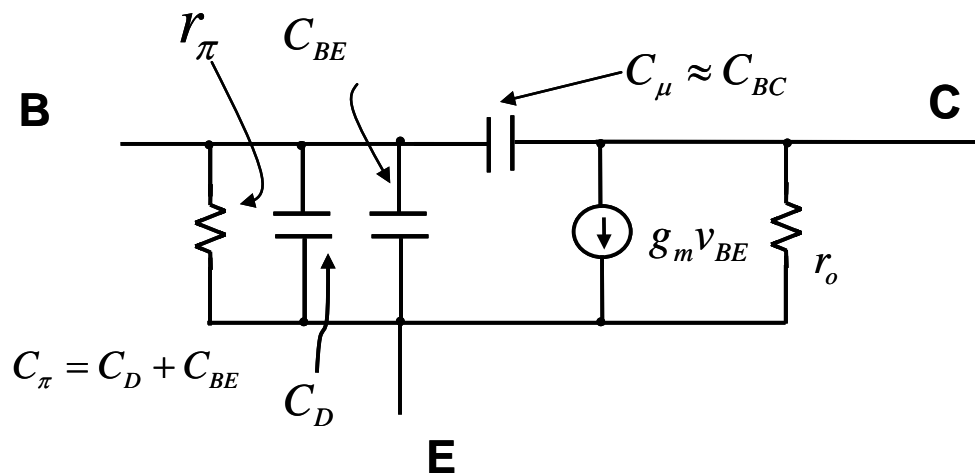 r_π
C_BE
C_μ ≈ C_BC
B
C
g_m v_BE
r_o
C_π = C_D + C_BE
C_D
E